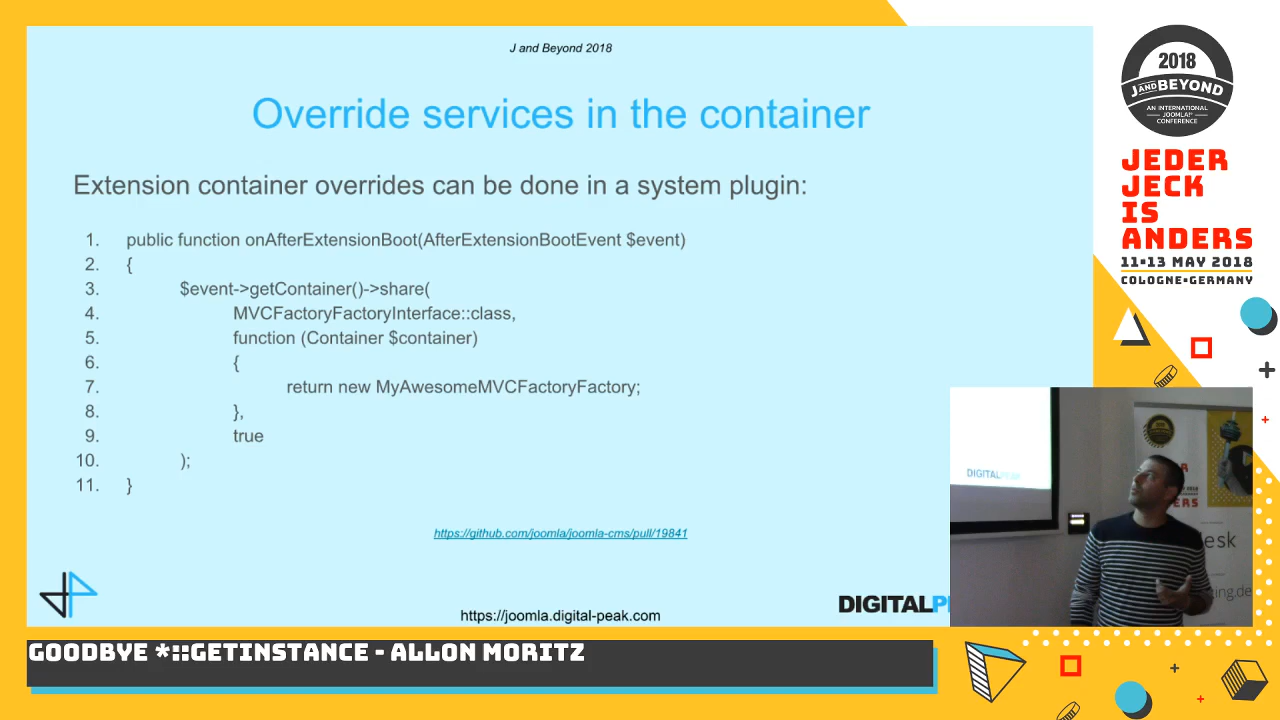 J and Beyond 2018
Override services in the container
Extension container overrides can be done in a system plugin:
1. public function onAfterExtensionBoot(AfterExtensionBootEvent $event)
2. {
3. $event->getContainer()->share(
4. MVCFactoryFactoryInterface::class,
5. function (Container $container)
6. {
7. return new MyAwesomeMVCFactoryFactory;
8. },
9. true
10. );
11. }
https://github.com/joomla/joomla-cms/pull/19841
https://joomla.digital-peak.com
DIGITALP
GOODBYE *::GETINSTANCE - ALLON MORITZ
2018
J AND BEYOND
AN INTERNATIONAL
JOOMLA!®
CONFERENCE
JEDER
JECK
IS
ANDERS
11-13 MAY 2018
COLOGNE-GERMANY
DIGITALPEAK